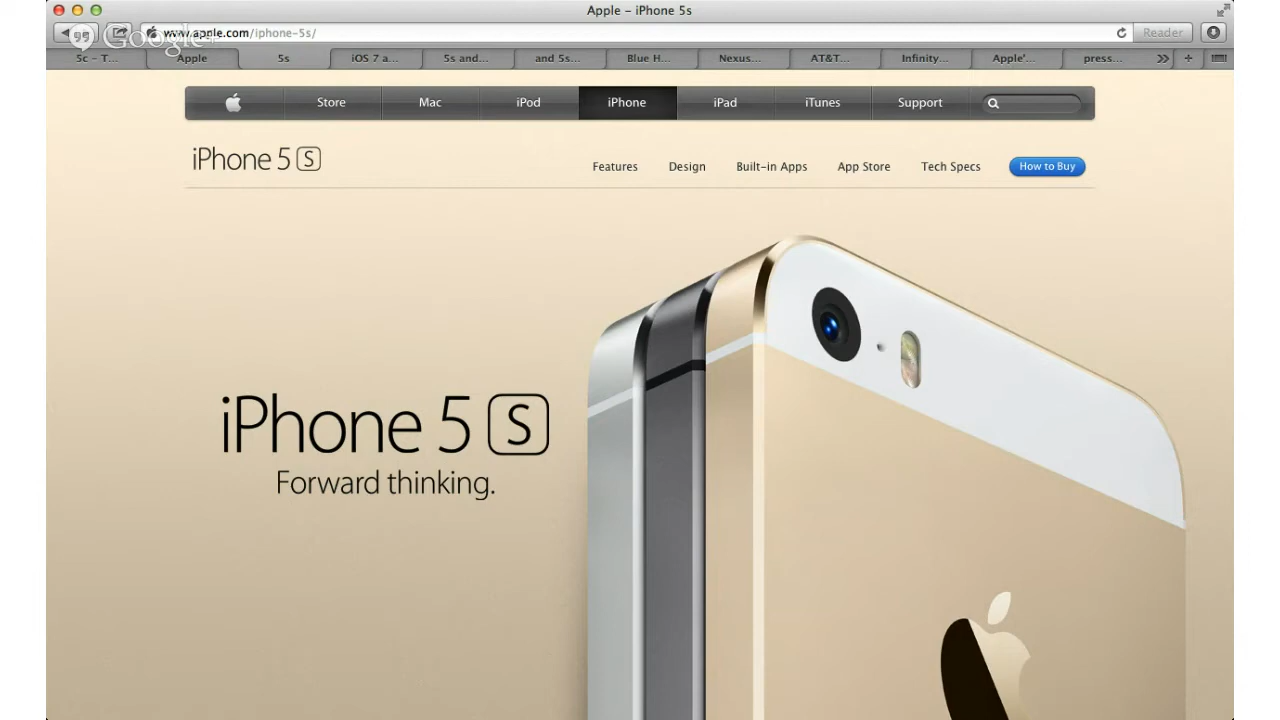 Apple – iPhone 5s
www.apple.com/iphone-5s/
Reader
Google+
5c – T...
Apple
5s
iOS 7 a...
5s and...
and 5s...
Blue H...
Nexus...
AT&T...
Infinity...
Apple'...
press...
Store
Mac
iPod
iPhone
iPad
iTunes
Support
iPhone 5 S
Features
Design
Built-in Apps
App Store
Tech Specs
How to Buy
iPhone 5 S
Forward thinking.